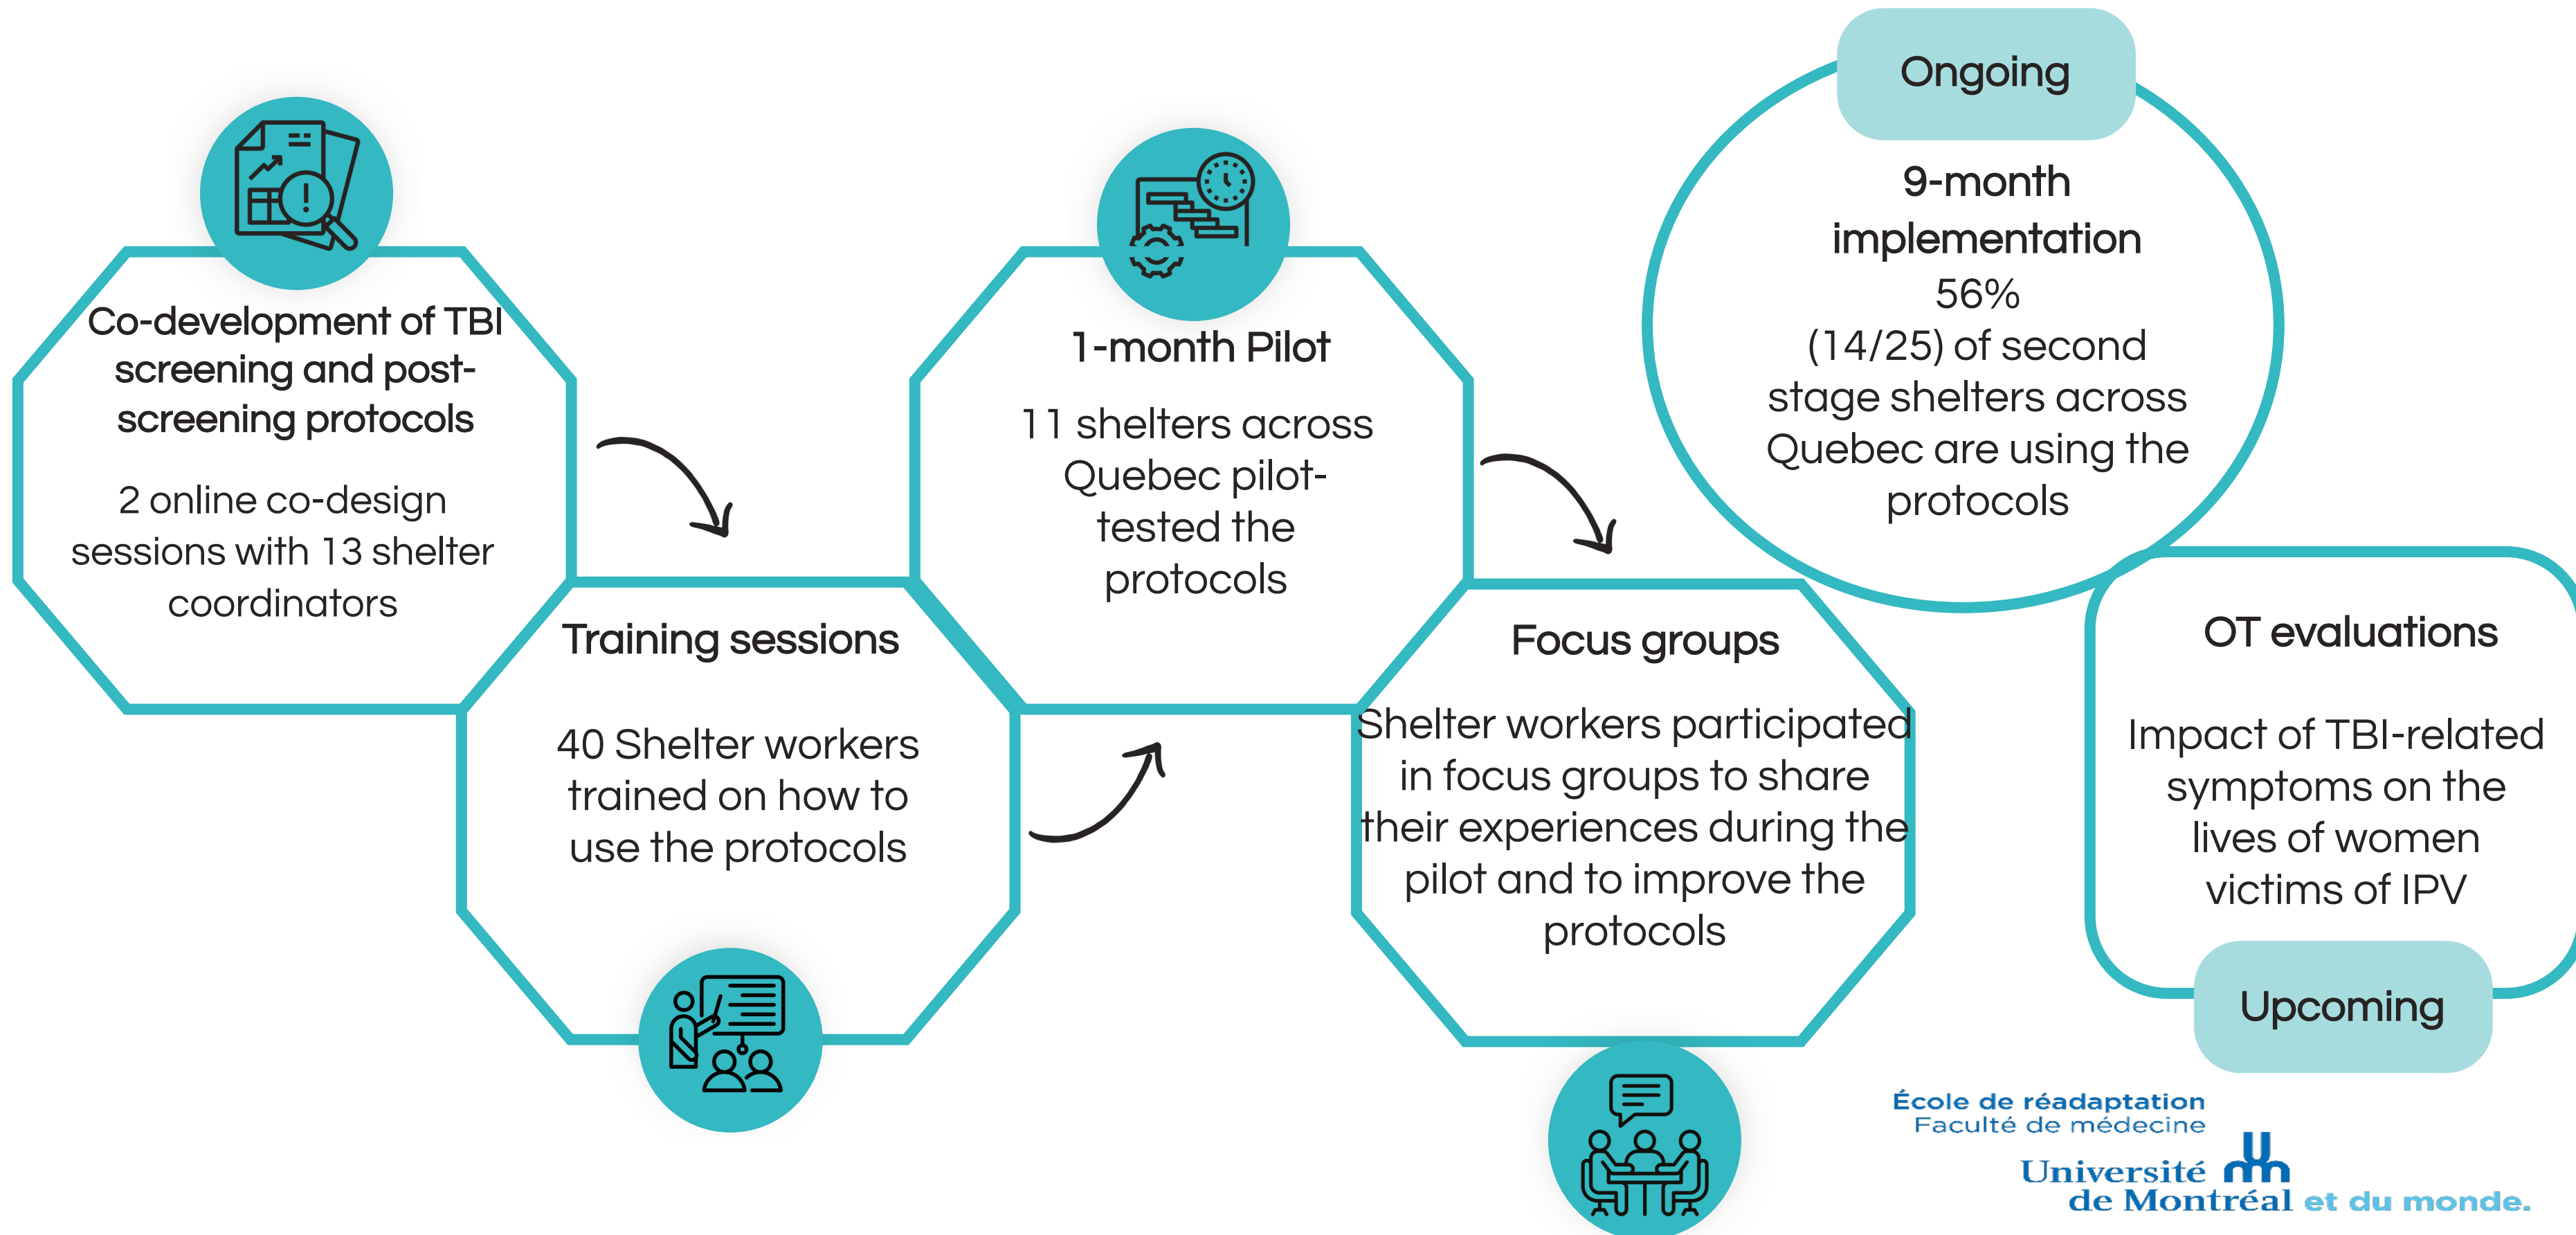 Co-development of TBI
screening and post-
screening protocols
2 online co-design
sessions with 13 shelter
coordinators
Training sessions
40 Shelter workers
trained on how to
use the protocols
1-month Pilot
11 shelters across
Quebec pilot-
tested the
protocols
Focus groups
Shelter workers participated
in focus groups to share
their experiences during the
pilot and to improve the
protocols
Ongoing
9-month
implementation
56%
(14/25) of second
stage shelters across
Quebec are using the
protocols
OT evaluations
Impact of TBI-related
symptoms on the
lives of women
victims of IPV
Upcoming
École de réadaptation
Faculté de médecine
Université
de Montréal et du monde.